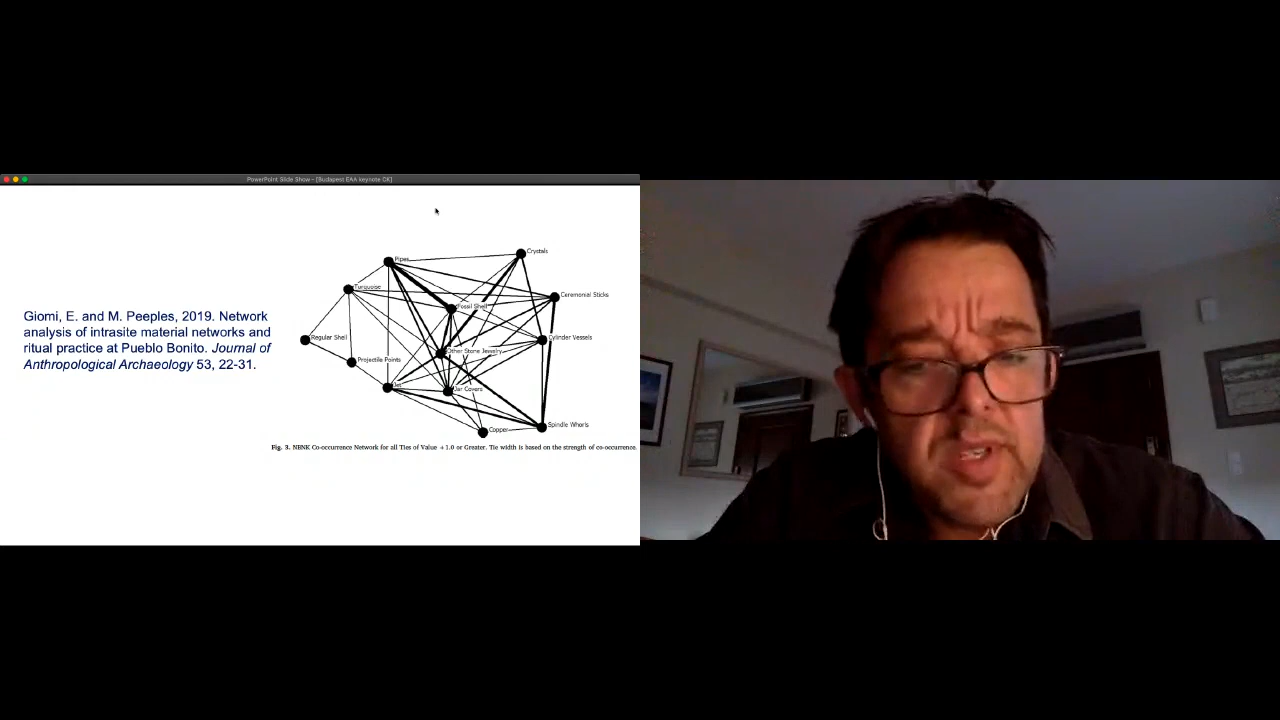 PowerPoint Slide Show - [Budapest EAA keynote CK]
Giomi, E. and M. Peeples, 2019. Network
analysis of intrasite material networks and
ritual practice at Pueblo Bonito. Journal of
Anthropological Archaeology 53, 22-31.
Crystals
Pipes
Turquoise
Ceremonial Sticks
Fossil Shell
Regular Shell
Cylinder Vessels
Other Stone Jewelry
Projectile Points
Jet
Jar Covers
Spindle Whorls
Copper
Fig. 3. NBNK Co-occurrence Network for all Ties of Value +1.0 or Greater. Tie width is based on the strength of co-occurrence.